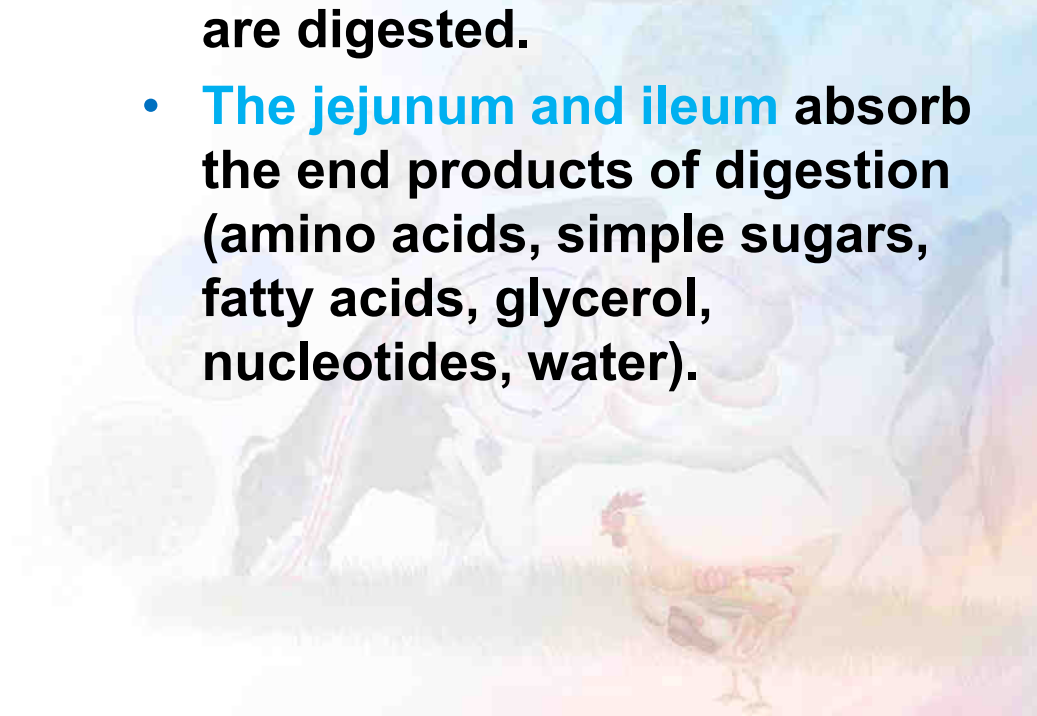 are digested.
• The jejunum and ileum absorb
the end products of digestion
(amino acids, simple sugars,
fatty acids, glycerol,
nucleotides, water).